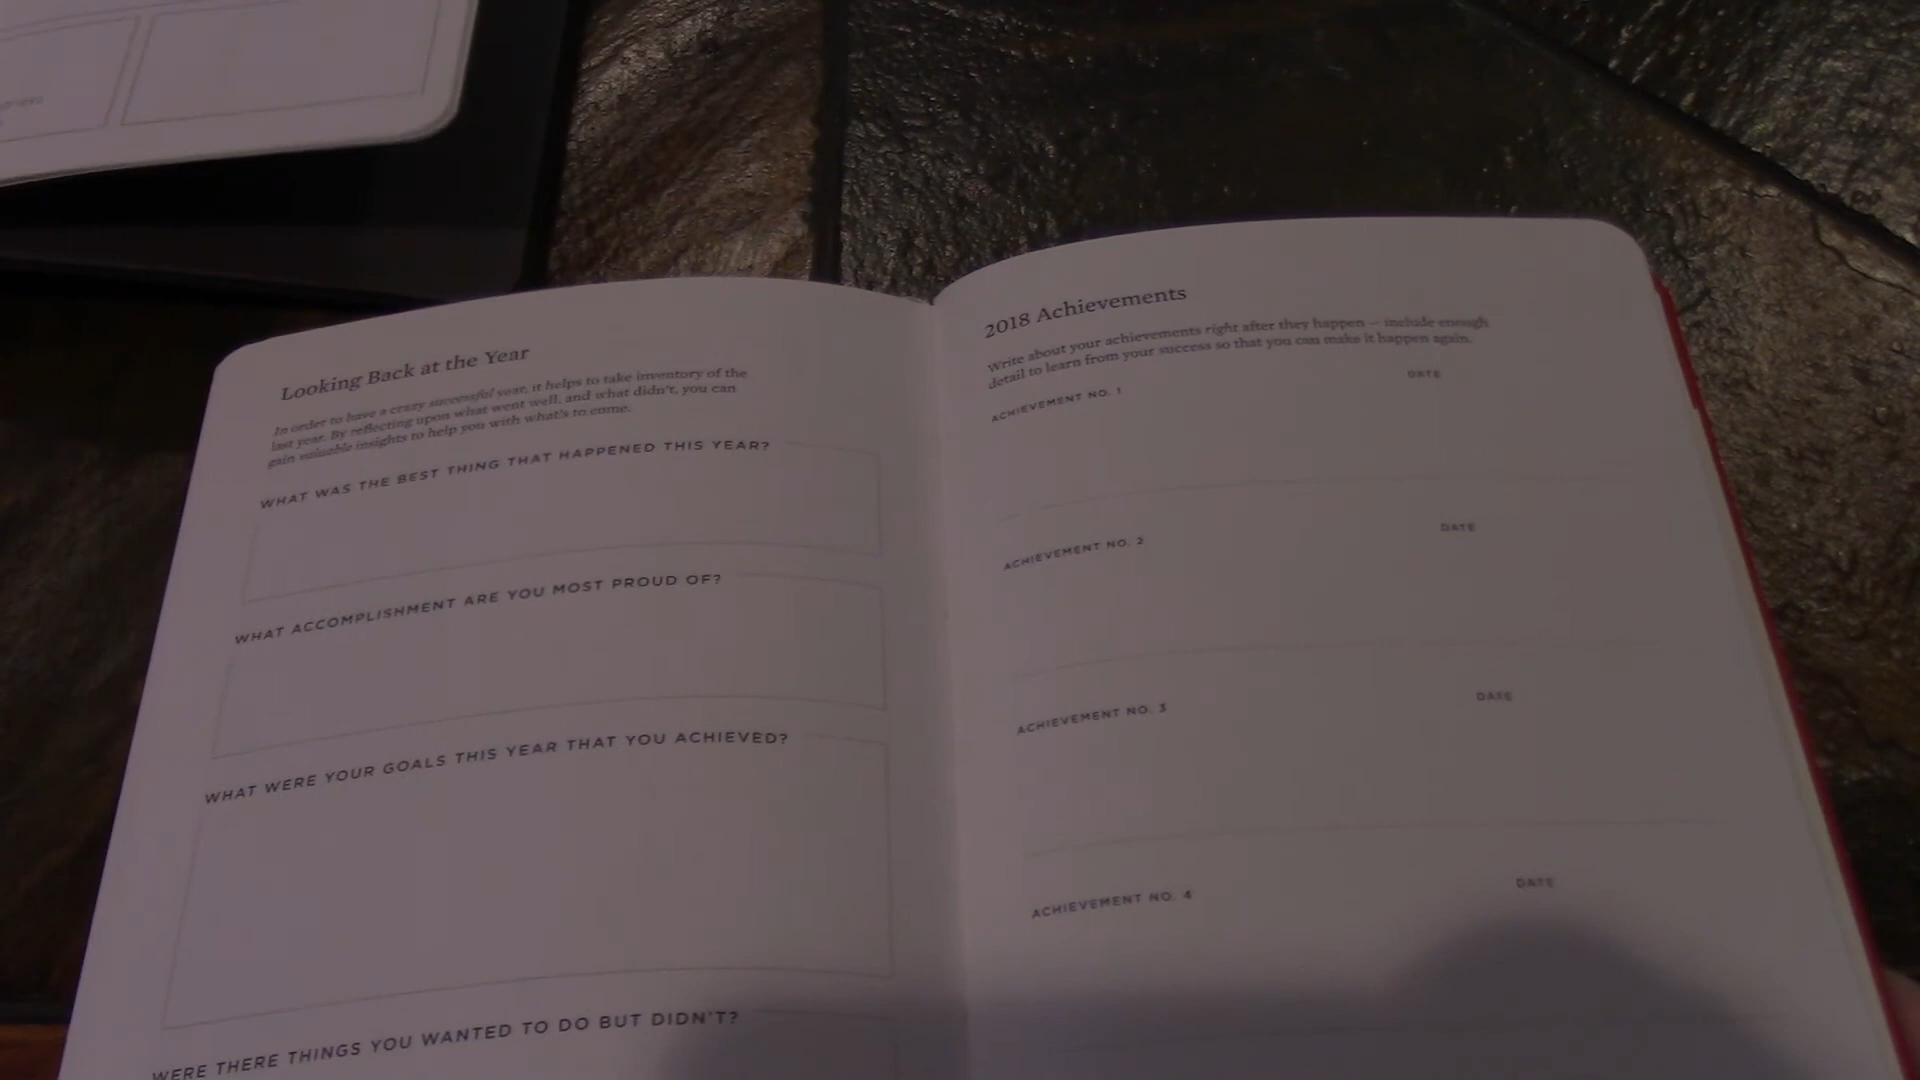 Looking Back at the Year
In order to have a crazy successful year, it helps to take inventory of the
last year. By reflecting upon what went well, and what didn't, you can
gain valuable insights to help you with what's to come.
WHAT WAS THE BEST THING THAT HAPPENED THIS YEAR?
WHAT ACCOMPLISHMENT ARE YOU MOST PROUD OF?
WHAT WERE YOUR GOALS THIS YEAR THAT YOU ACHIEVED?
WERE THERE THINGS YOU WANTED TO DO BUT DIDN'T?
2018 Achievements
Write about your achievements right after they happen — include enough
detail to learn from your success so that you can make it happen again.
ACHIEVEMENT NO. 1 DATE
ACHIEVEMENT NO. 2 DATE
ACHIEVEMENT NO. 3 DATE
ACHIEVEMENT NO. 4 DATE